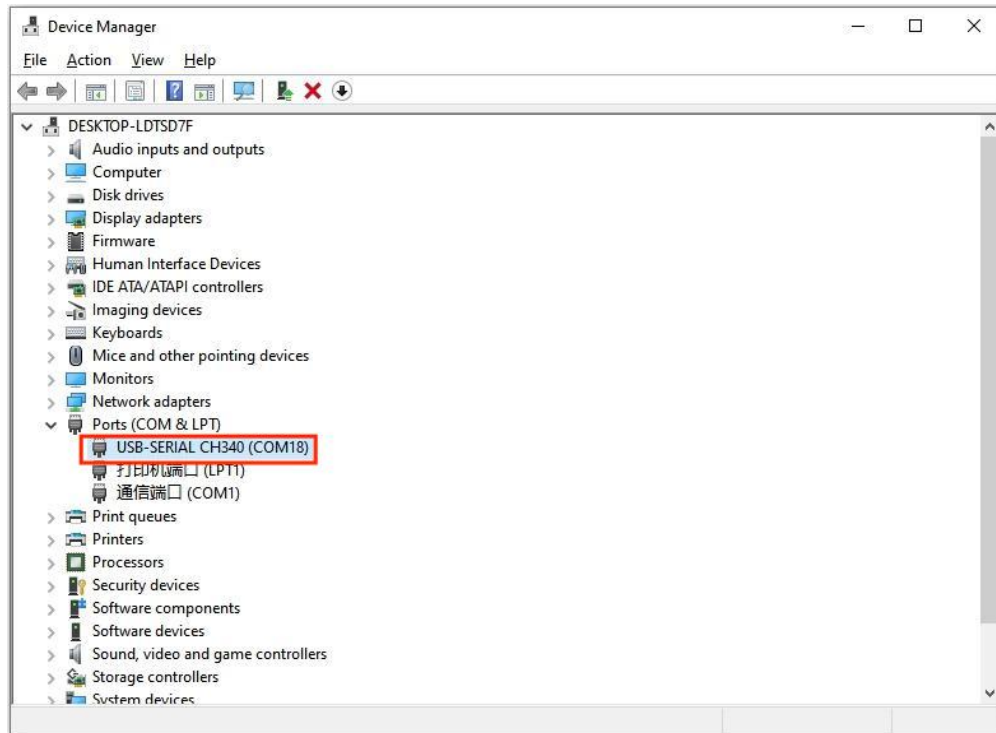 Device Manager
File Action View Help
DESKTOP-LDTSD7F
Audio inputs and outputs
Computer
Disk drives
Display adapters
Firmware
Human Interface Devices
IDE ATA/ATAPI controllers
Imaging devices
Keyboards
Mice and other pointing devices
Monitors
Network adapters
Ports (COM & LPT)
USB-SERIAL CH340 (COM18)
打印机端口 (LPT1)
通信端口 (COM1)
Print queues
Printers
Processors
Security devices
Software components
Software devices
Sound, video and game controllers
Storage controllers
System devices